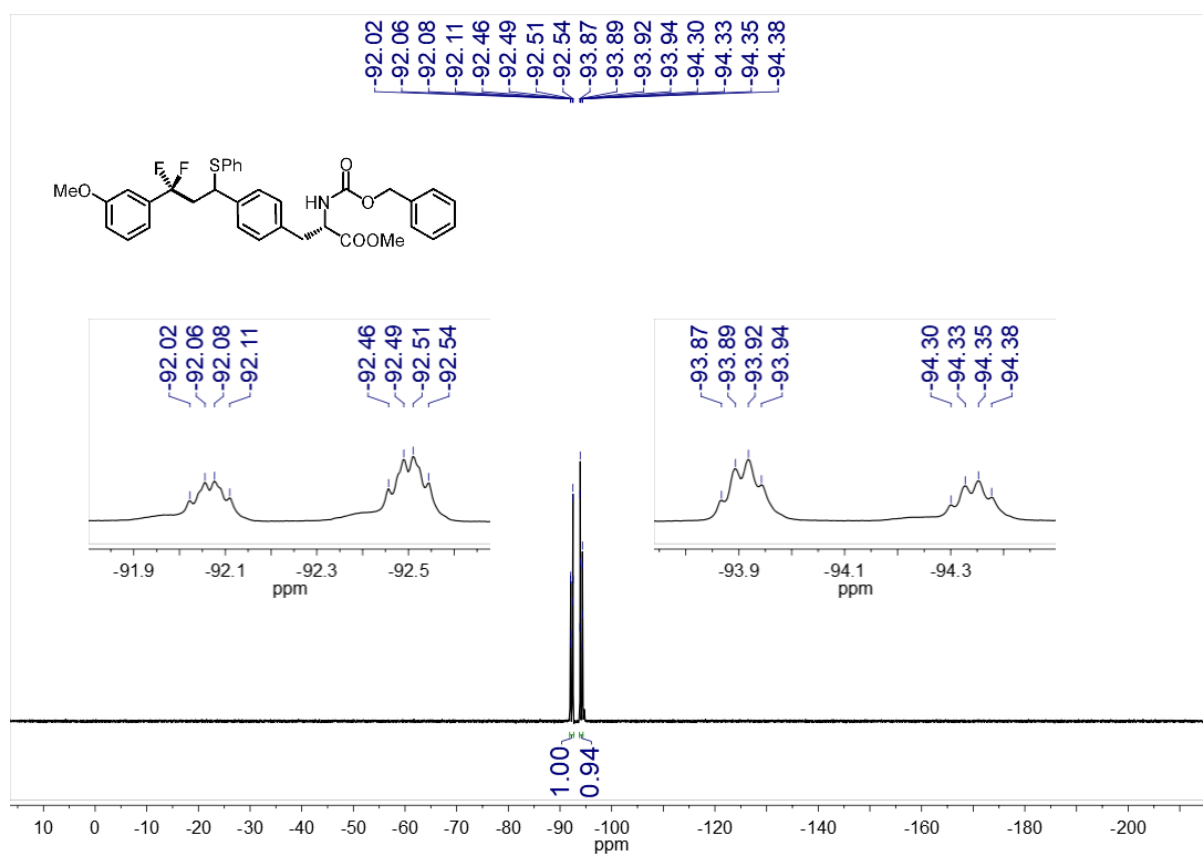 -92.02 -92.06 -92.08 -92.11 -92.46 -92.49 -92.51 -92.54 -93.87 -93.89 -93.92 -93.94 -94.30 -94.33 -94.35 -94.38
F F SPh
MeO
HN O O
COOMe
-92.02 -92.06 -92.08 -92.11 -92.46 -92.49 -92.51 -92.54
-93.87 -93.89 -93.92 -93.94 -94.30 -94.33 -94.35 -94.38
-91.9 -92.1 -92.3 -92.5
ppm
-93.9 -94.1 -94.3
ppm
1.00 0.94
10 0 -10 -20 -30 -40 -50 -60 -70 -80 -90 -100 -120 -140 -160 -180 -200
ppm